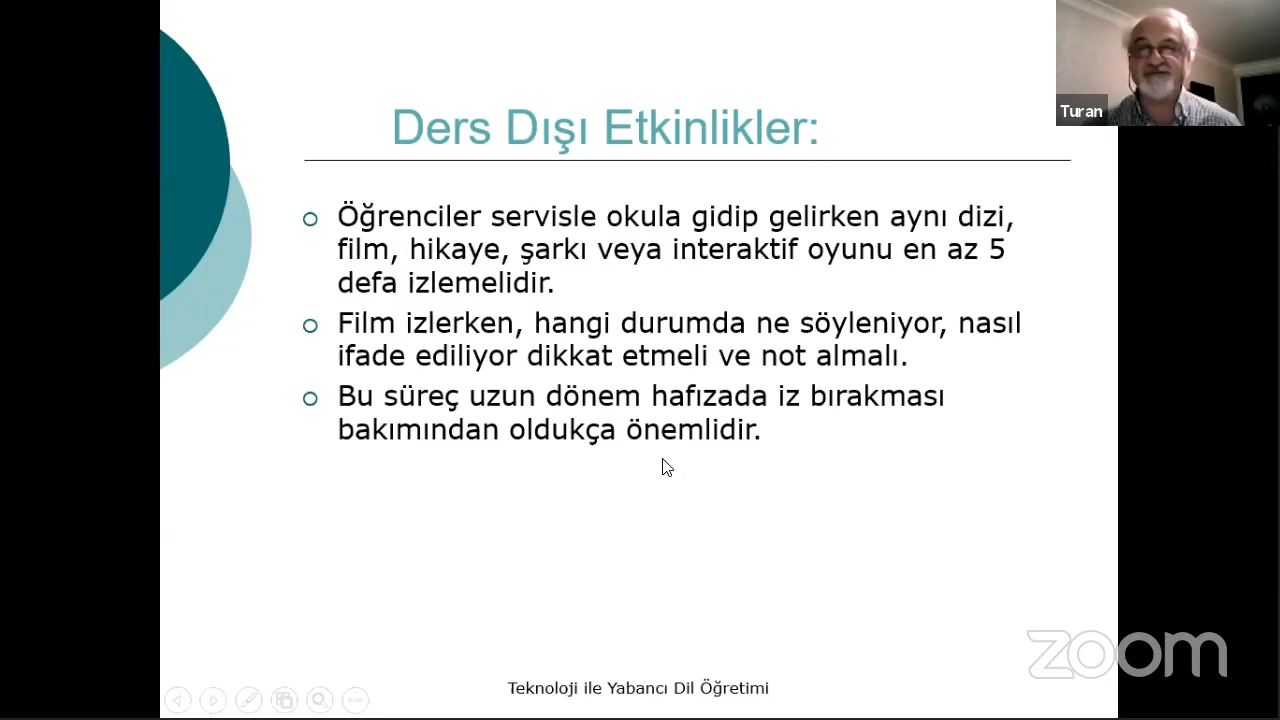 Turan
Ders Dışı Etkinlikler:
Öğrenciler servisle okula gidip gelirken aynı dizi,
film, hikaye, şarkı veya interaktif oyunu en az 5
defa izlemelidir.
Film izlerken, hangi durumda ne söyleniyor, nasıl
ifade ediliyor dikkat etmeli ve not almalı.
Bu süreç uzun dönem hafızada iz bırakması
bakımından oldukça önemlidir.
zoom
Teknoloji ile Yabancı Dil Öğretimi